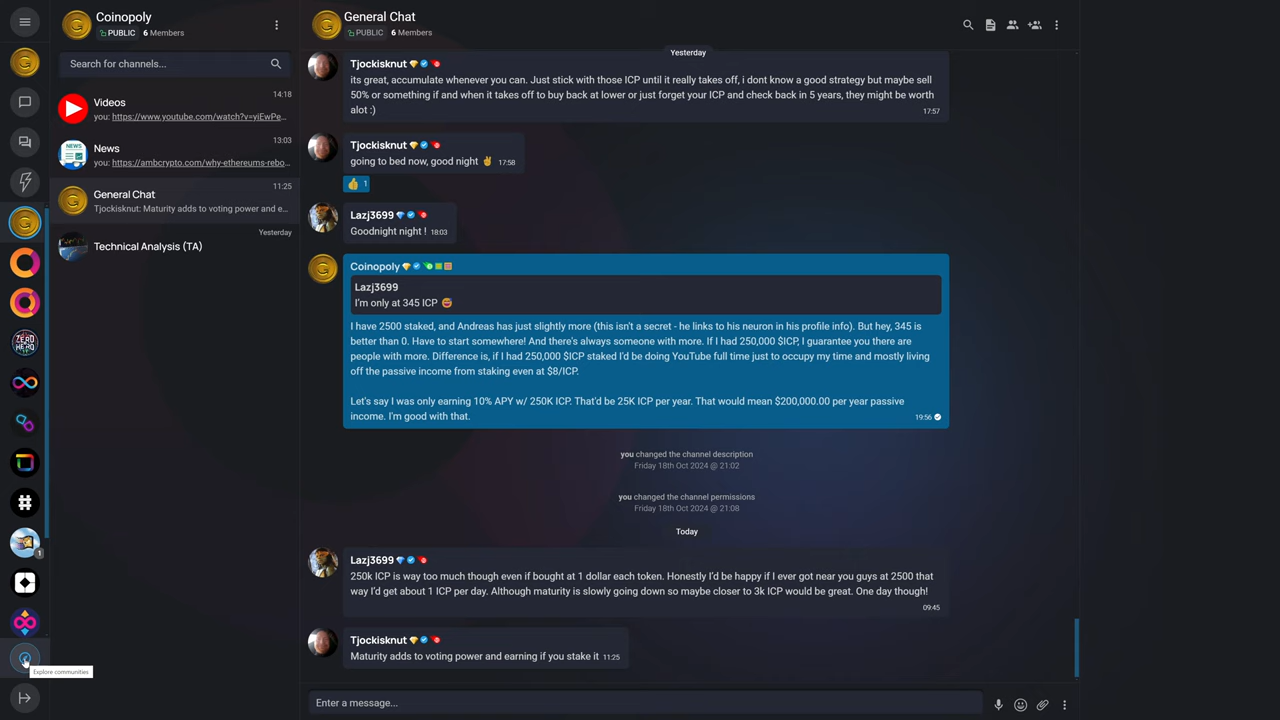 Coinopoly
PUBLIC 6 Members
Search for channels...
Videos
14:18
you: https://www.youtube.com/watch?v=yiEwPe...
NEWS
News
13:03
you: https://ambcrypto.com/why-ethereums-rebo...
General Chat
11:25
Tjockisknut: Maturity adds to voting power and e...
Technical Analysis (TA)
Yesterday
ZERO
HERO
1
Explore communities
General Chat
PUBLIC 6 Members
Yesterday
Tjockisknut
its great, accumulate whenever you can. Just stick with those ICP until it really takes off, i dont know a good strategy but maybe sell
50% or something if and when it takes off to buy back at lower or just forget your ICP and check back in 5 years, they might be worth
alot :)
17:57
Tjockisknut
going to bed now, good night ✌ 17:58
👍 1
Lazj3699
Goodnight night ! 18:03
Coinopoly
Lazj3699
I'm only at 345 ICP 😅
I have 2500 staked, and Andreas has just slightly more (this isn't a secret - he links to his neuron in his profile info). But hey, 345 is
better than 0. Have to start somewhere! And there's always someone with more. If I had 250,000 $ICP, I guarantee you there are
people with more. Difference is, if I had 250,000 $ICP staked I'd be doing YouTube full time just to occupy my time and mostly living
off the passive income from staking even at $8/ICP.
Let's say I was only earning 10% APY w/ 250K ICP. That'd be 25K ICP per year. That would mean $200,000.00 per year passive
income. I'm good with that.
19:56
you changed the channel description
Friday 18th Oct 2024 @ 21:02
you changed the channel permissions
Friday 18th Oct 2024 @ 21:08
Today
Lazj3699
250k ICP is way too much though even if bought at 1 dollar each token. Honestly I'd be happy if I ever got near you guys at 2500 that
way I'd get about 1 ICP per day. Although maturity is slowly going down so maybe closer to 3k ICP would be great. One day though!
09:45
Tjockisknut
Maturity adds to voting power and earning if you stake it 11:25
Enter a message...